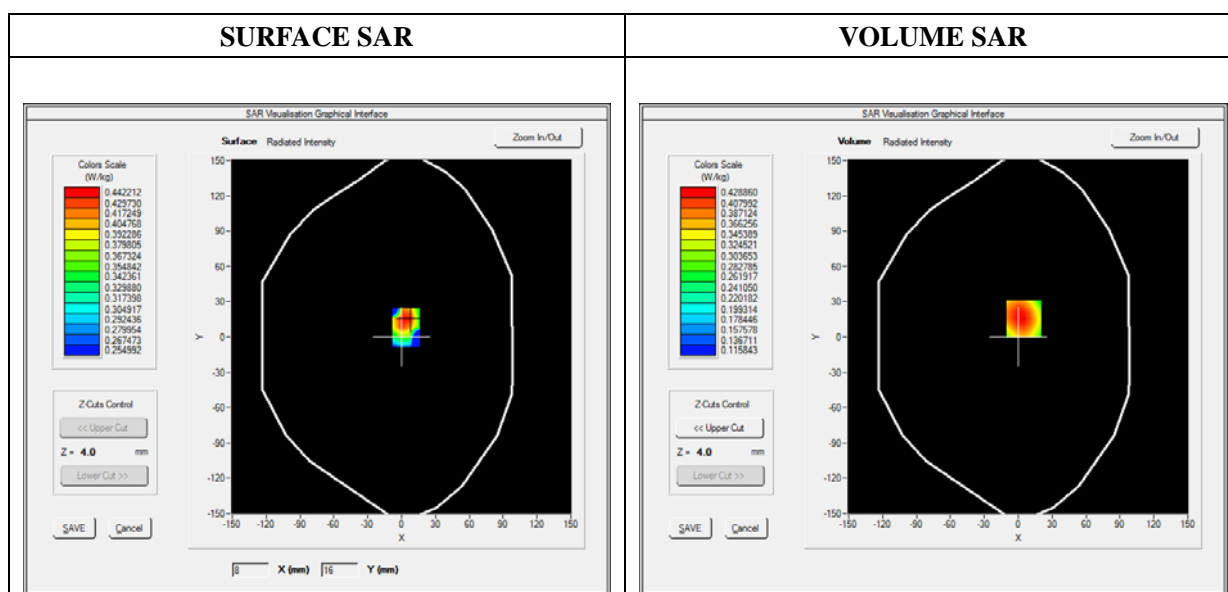 SURFACE SAR
VOLUME SAR
SAR Visualisation Graphical Interface
Surface Radiated Intensity
Zoom In/Out
Colors Scale
(W/kg)
0.442212
0.429730
0.417249
0.404768
0.392286
0.379805
0.367324
0.354842
0.342361
0.329880
0.317398
0.304917
0.292436
0.279954
0.267473
0.254992
Z-Cuts Control
<< Upper Cut
Z = 4.0 mm
Lower Cut >>
SAVE Cancel
150
120
90
60
30
0
-30
-60
-90
-120
-150
Y
-150 -120 -90 -60 -30 0 30 60 90 120 150
X
8 X (mm) 16 Y (mm)
SAR Visualisation Graphical Interface
Volume Radiated Intensity
Zoom In/Out
Colors Scale
(W/kg)
0.428860
0.407992
0.387124
0.366256
0.345389
0.324521
0.303653
0.282785
0.261917
0.241050
0.220182
0.199314
0.178446
0.157578
0.136711
0.115843
Z-Cuts Control
<< Upper Cut
Z = 4.0 mm
Lower Cut >>
SAVE Cancel
150
120
90
60
30
0
-30
-60
-90
-120
-150
Y
-150 -120 -90 -60 -30 0 30 60 90 120 150
X